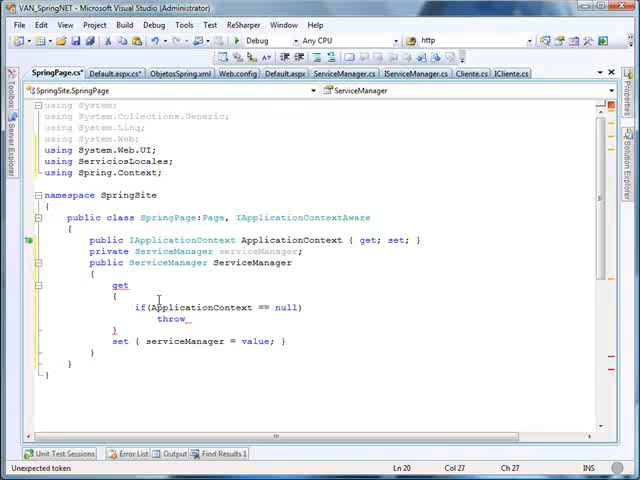 VAN_SpringNET - Microsoft Visual Studio (Administrator)
File Edit View Project Build Debug Data Tools Test ReSharper Window Help
Debug Any CPU http
SpringPage.cs* Default.aspx.cs* ObjetosSpring.xml Web.config Default.aspx ServiceManager.cs IServiceManager.cs Cliente.cs ICliente.cs
SpringSite.SpringPage ServiceManager
Toolbox
Server Explorer
Properties
Solution Explorer
using System;
using System.Collections.Generic;
using System.Linq;
using System.Web;
using System.Web.UI;
using ServiciosLocales;
using Spring.Context;
namespace SpringSite
{
public class SpringPage:Page, IApplicationContextAware
{
public IApplicationContext ApplicationContext { get; set; }
private ServiceManager serviceManager;
public ServiceManager ServiceManager
{
get
{
if(ApplicationContext == null)
throw
}
set { serviceManager = value; }
}
}
}
Unit Test Sessions Error List Output Find Results 1
Unexpected token Ln 20 Col 27 Ch 27 INS